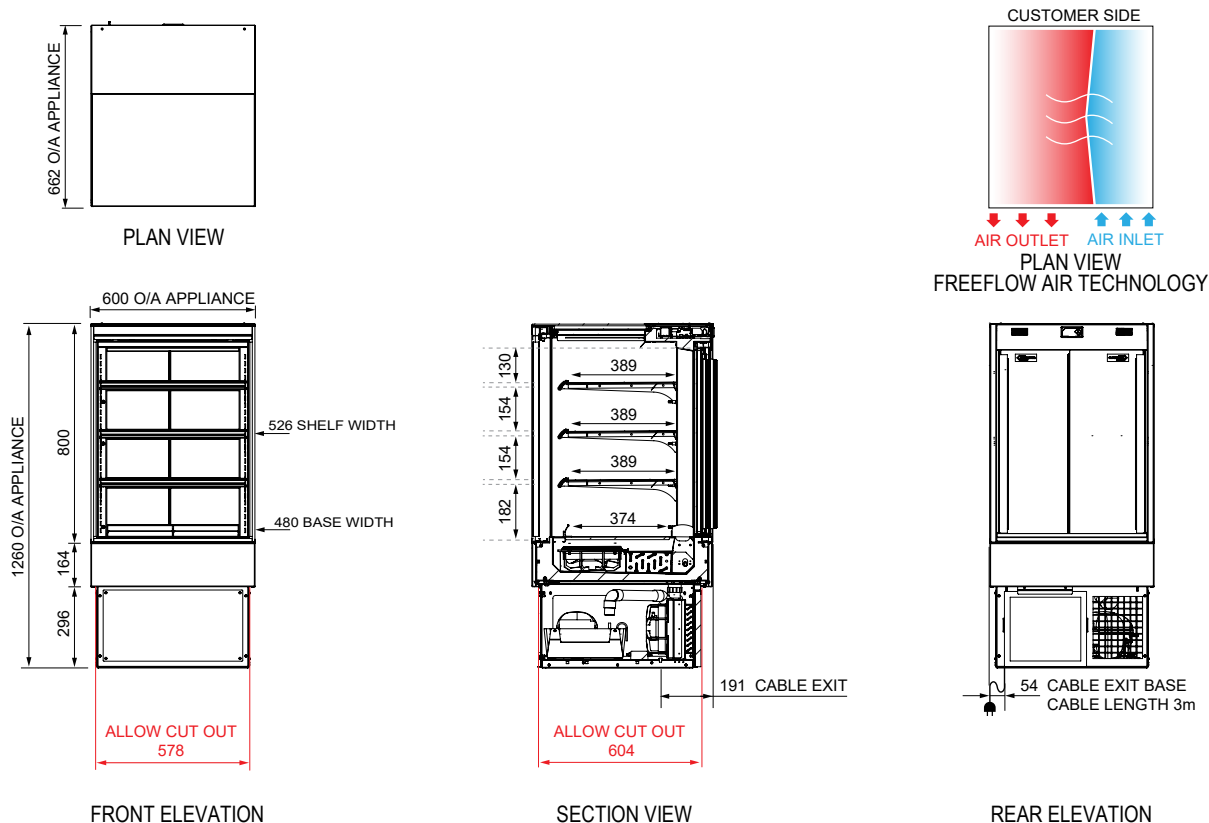 662 O/A APPLIANCE
PLAN VIEW
CUSTOMER SIDE
AIR OUTLET
AIR INLET
PLAN VIEW
FREEFLOW AIR TECHNOLOGY
600 O/A APPLIANCE
1260 O/A APPLIANCE
800
164
296
526 SHELF WIDTH
480 BASE WIDTH
ALLOW CUT OUT
578
FRONT ELEVATION
130
154
154
182
389
389
389
374
191 CABLE EXIT
ALLOW CUT OUT
604
SECTION VIEW
54 CABLE EXIT BASE
CABLE LENGTH 3m
REAR ELEVATION